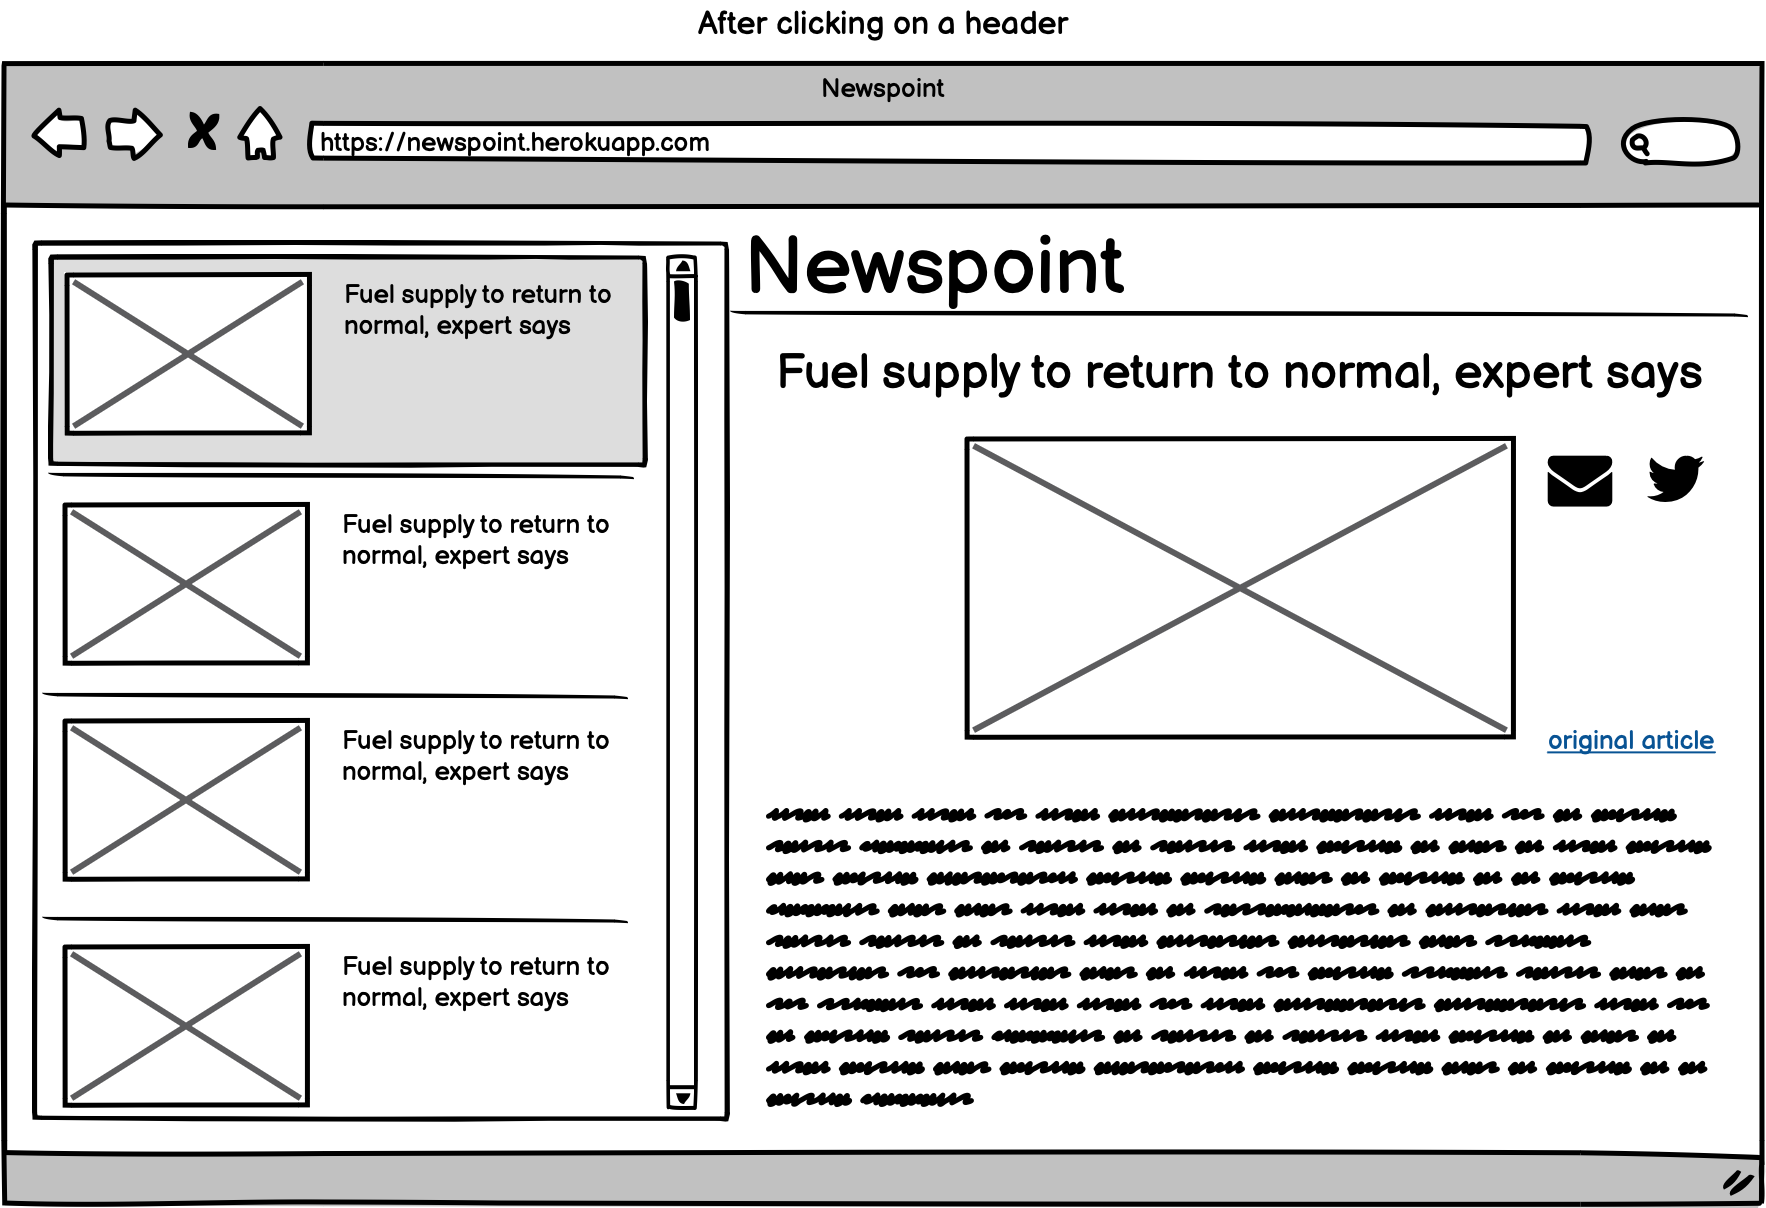 After clicking on a header
Newspoint
https://newspoint.herokuapp.com
Fuel supply to return to
normal, expert says
Fuel supply to return to
normal, expert says
Fuel supply to return to
normal, expert says
Fuel supply to return to
normal, expert says
Newspoint
Fuel supply to return to normal, expert says
original article